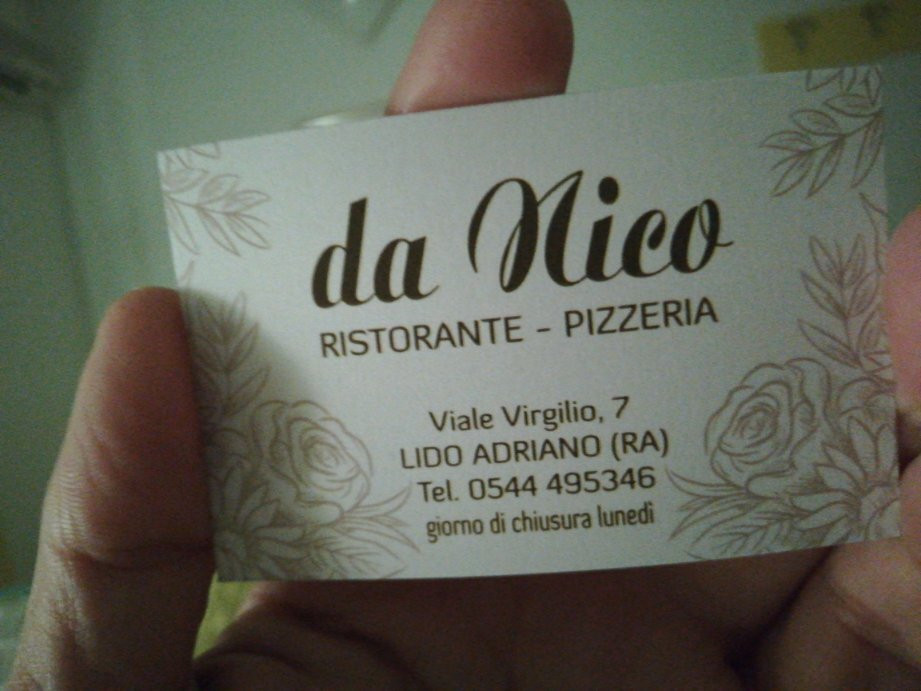 da Nico
RISTORANTE - PIZZERIA
Viale Virgilio, 7
LIDO ADRIANO (RA)
Tel. 0544 495346
giorno di chiusura lunedì